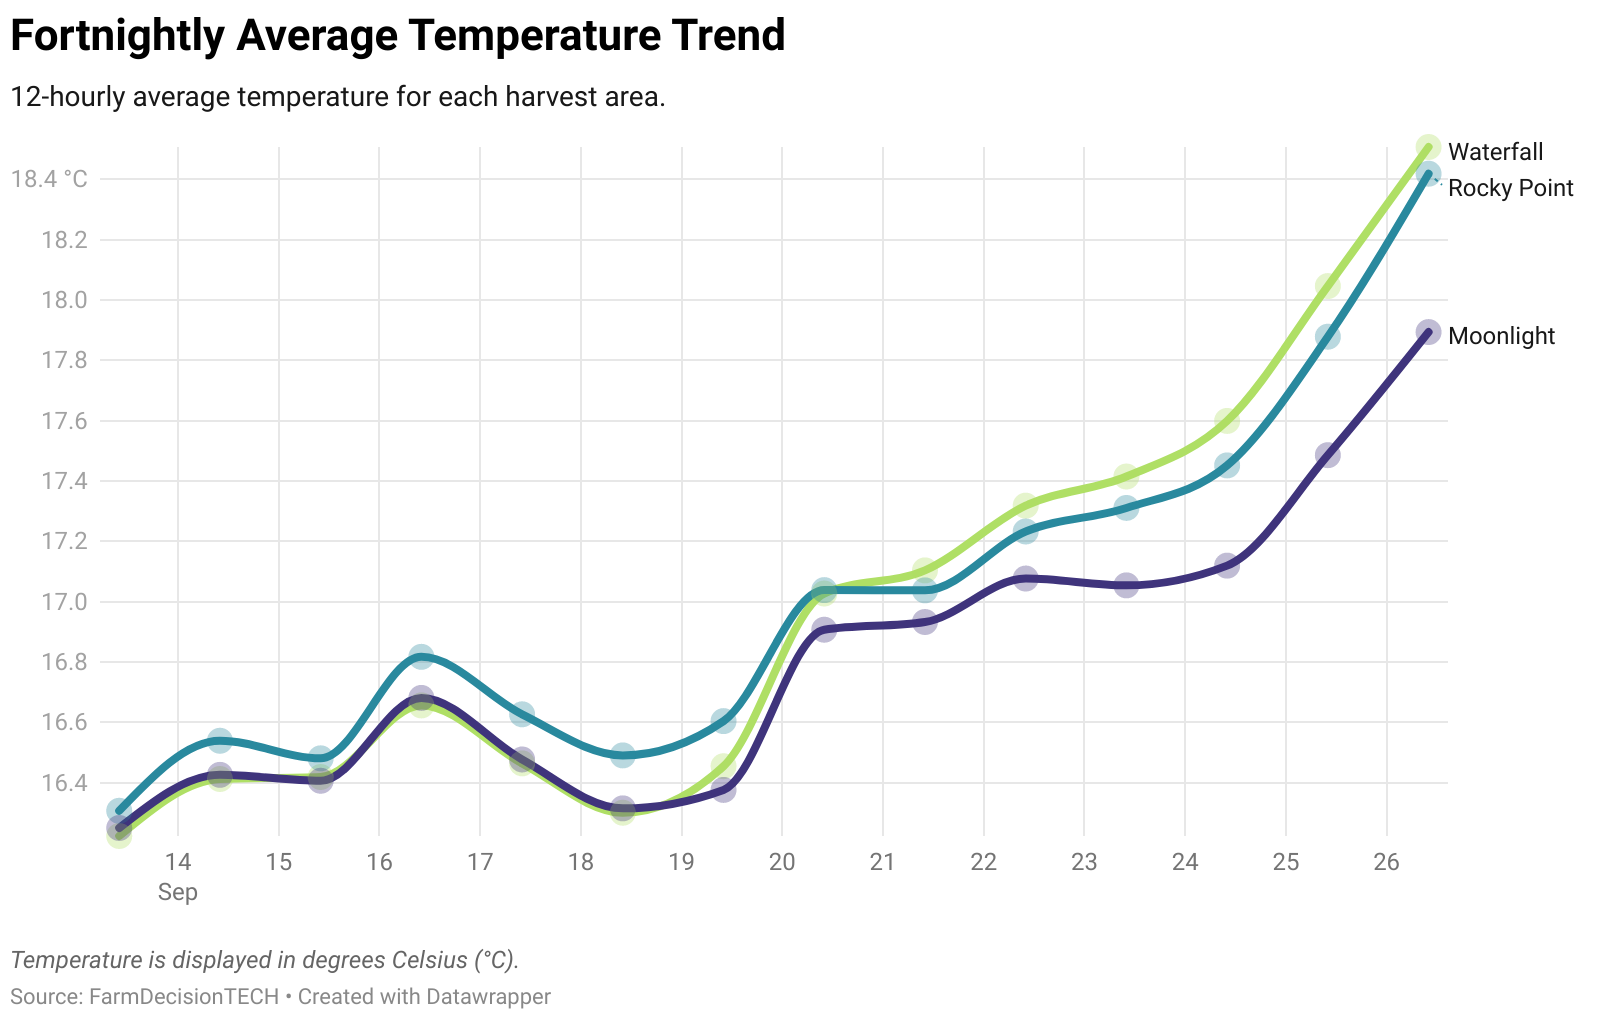 Fortnightly Average Temperature Trend
12-hourly average temperature for each harvest area.
Waterfall
18.4 °C
Rocky Point
18.2
18.0
17.8
Moonlight
17.6
17.4
17.2
17.0
16.8
16.6
16.4
14 15 16 17 18 19 20 21 22 23 24 25 26
Sep
Temperature is displayed in degrees Celsius (°C).
Source: FarmDecisionTECH • Created with Datawrapper